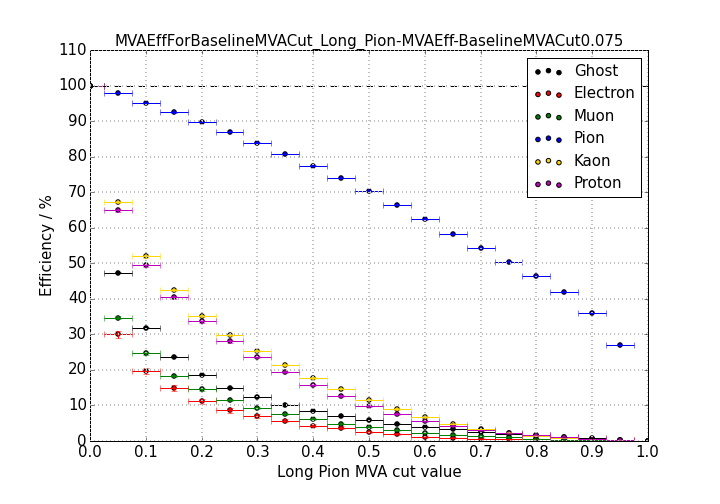 MVAEffForBaselineMVACut_Long_Pion-MVAEff-BaselineMVACut0.075
110
100
90
80
70
60
50
40
30
20
10
0
Efficiency / %
Ghost
Electron
Muon
Pion
Kaon
Proton
0.0 0.1 0.2 0.3 0.4 0.5 0.6 0.7 0.8 0.9 1.0
Long Pion MVA cut value